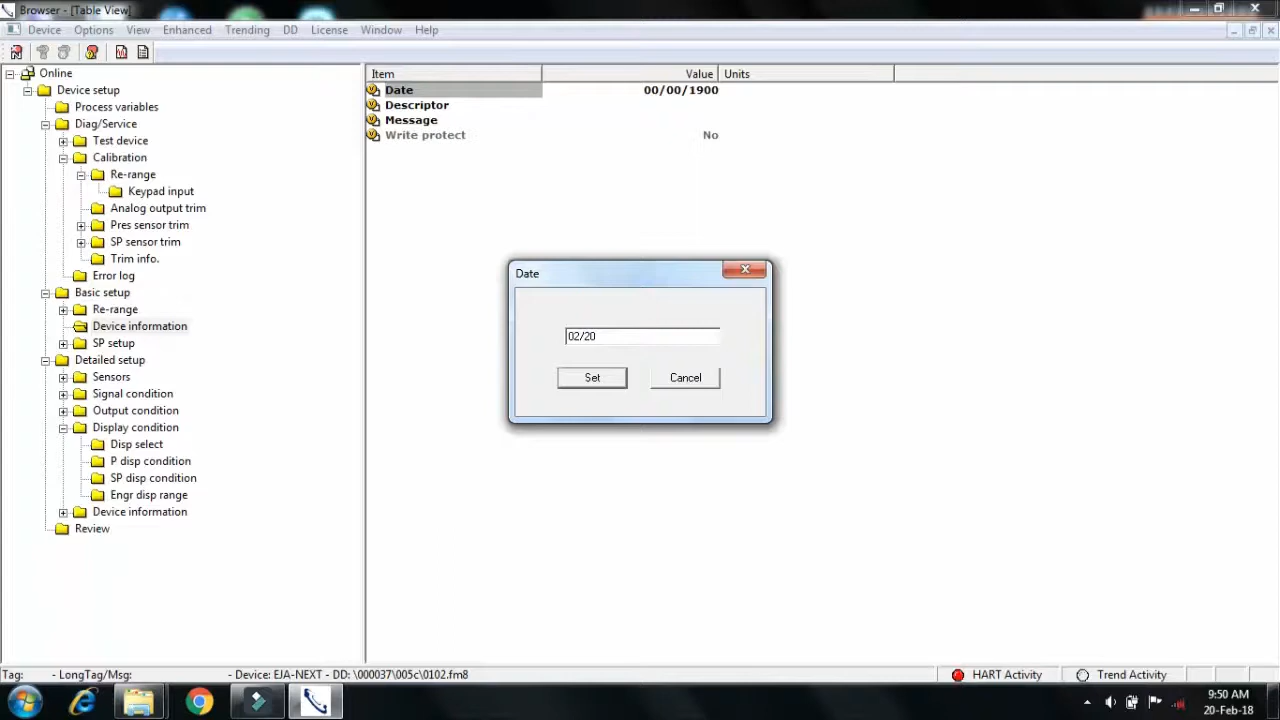 Browser - [Table View]
Device Options View Enhanced Trending DD License Window Help
Online
Device setup
Process variables
Diag/Service
Test device
Calibration
Re-range
Keypad input
Analog output trim
Pres sensor trim
SP sensor trim
Trim info.
Error log
Basic setup
Re-range
Device information
SP setup
Detailed setup
Sensors
Signal condition
Output condition
Display condition
Disp select
P disp condition
SP disp condition
Engr disp range
Device information
Review
Item Value Units
Date 00/00/1900
Descriptor
Message
Write protect No
Date
02/20
Set Cancel
Tag: - LongTag/Msg: - Device: EJA-NEXT - DD: \000037\005c\0102.fm8 HART Activity Trend Activity
9:50 AM
20-Feb-18